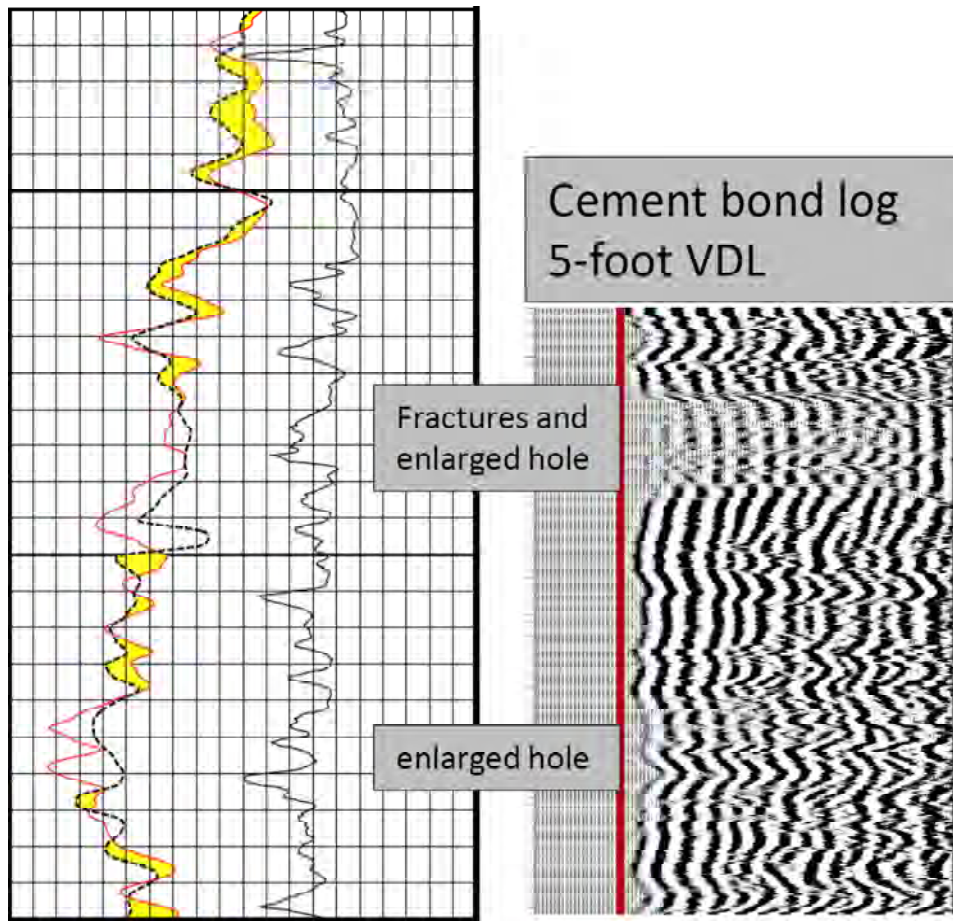 Cement bond log
5-foot VDL
Fractures and
enlarged hole
enlarged hole